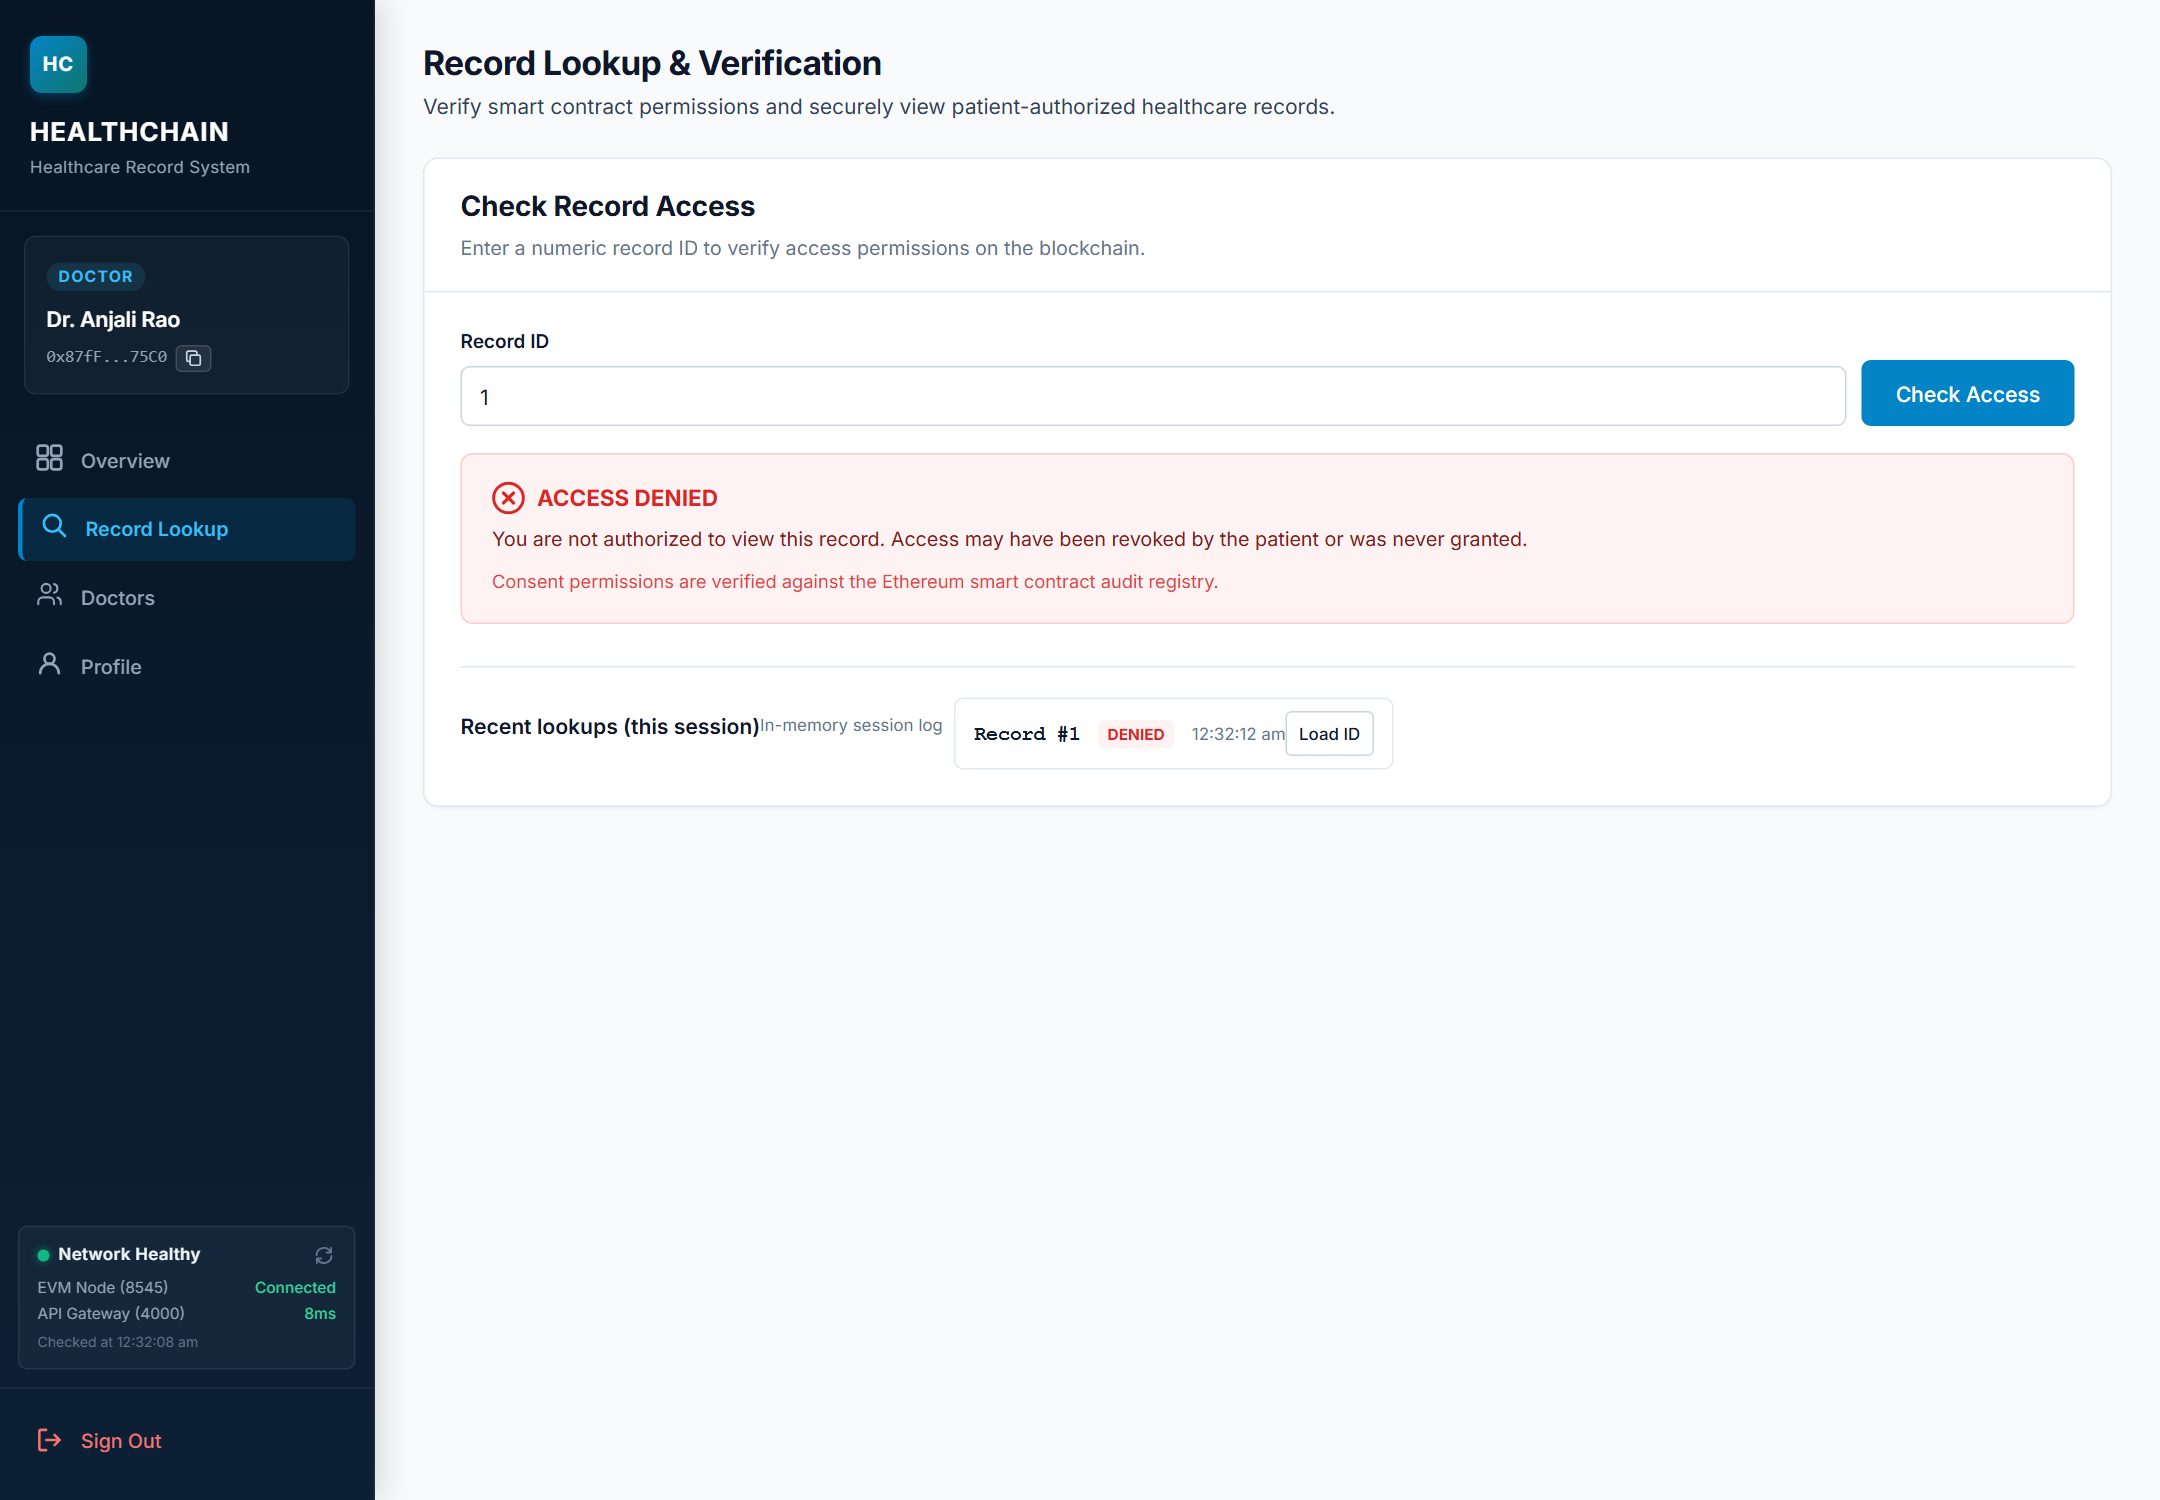 HC
HEALTHCHAIN
Healthcare Record System
DOCTOR
Dr. Anjali Rao
0x87fF...75C0
Overview
Record Lookup
Doctors
Profile
Network Healthy
EVM Node (8545) Connected
API Gateway (4000) 8ms
Checked at 12:32:08 am
Sign Out
Record Lookup & Verification
Verify smart contract permissions and securely view patient-authorized healthcare records.
Check Record Access
Enter a numeric record ID to verify access permissions on the blockchain.
Record ID
1
Check Access
ACCESS DENIED
You are not authorized to view this record. Access may have been revoked by the patient or was never granted.
Consent permissions are verified against the Ethereum smart contract audit registry.
Recent lookups (this session)In-memory session log Record #1 DENIED 12:32:12 am Load ID